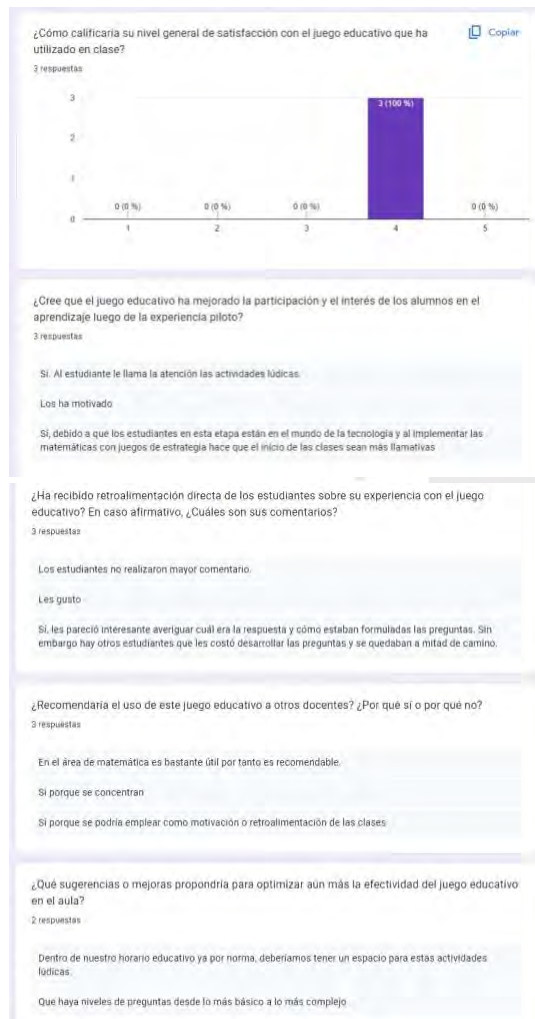 ¿Cómo calificaría su nivel general de satisfacción con el juego educativo que ha
utilizado en clase?
Copiar
3 respuestas
3
2
1
0
0 (0 %)
0 (0 %)
0 (0 %)
3 (100 %)
0 (0 %)
1
2
3
4
5
¿Cree que el juego educativo ha mejorado la participación y el interés de los alumnos en el
aprendizaje luego de la experiencia piloto?
3 respuestas
Si. Al estudiante le llama la atención las actividades lúdicas.
Los ha motivado
Sí, debido a que los estudiantes en esta etapa están en el mundo de la tecnología y al implementar las
matemáticas con juegos de estrategia hace que el inicio de las clases sean más llamativas
¿Ha recibido retroalimentación directa de los estudiantes sobre su experiencia con el juego
educativo? En caso afirmativo, ¿Cuáles son sus comentarios?
3 respuestas
Los estudiantes no realizaron mayor comentario.
Les gusto
Sí, les pareció interesante averiguar cuál era la respuesta y cómo estaban formuladas las preguntas. Sin
embargo hay otros estudiantes que les costó desarrollar las preguntas y se quedaban a mitad de camino.
¿Recomendaría el uso de este juego educativo a otros docentes? ¿Por qué sí o por qué no?
3 respuestas
En el área de matemática es bastante útil por tanto es recomendable.
Si porque se concentran
Si porque se podría emplear como motivación o retroalimentación de las clases
¿Qué sugerencias o mejoras propondría para optimizar aún más la efectividad del juego educativo
en el aula?
2 respuestas
Dentro de nuestro horario educativo ya por norma, deberíamos tener un espacio para estas actividades
lúdicas.
Que haya niveles de preguntas desde lo más básico a lo más complejo